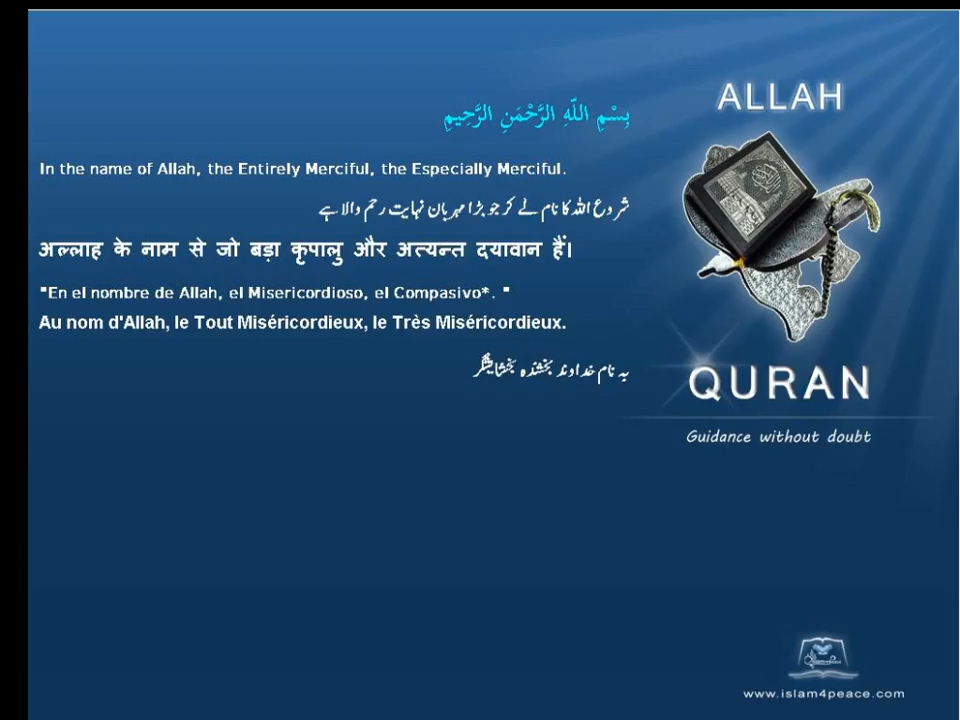 بِسْمِ اللَّهِ الرَّحْمَنِ الرَّحِيمِ
In the name of Allah, the Entirely Merciful, the Especially Merciful.
شروع اللہ کا نام لے کر جو بڑا مہربان نہایت رحم والا ہے
अल्लाह के नाम से जो बड़ा कृपालु और अत्यन्त दयावान हैं।
"En el nombre de Allah, el Misericordioso, el Compasivo*. "
Au nom d'Allah, le Tout Miséricordieux, le Très Miséricordieux.
به نام خداوند بخشنده بخشایشگر
ALLAH
QURAN
Guidance without doubt
www.islam4peace.com